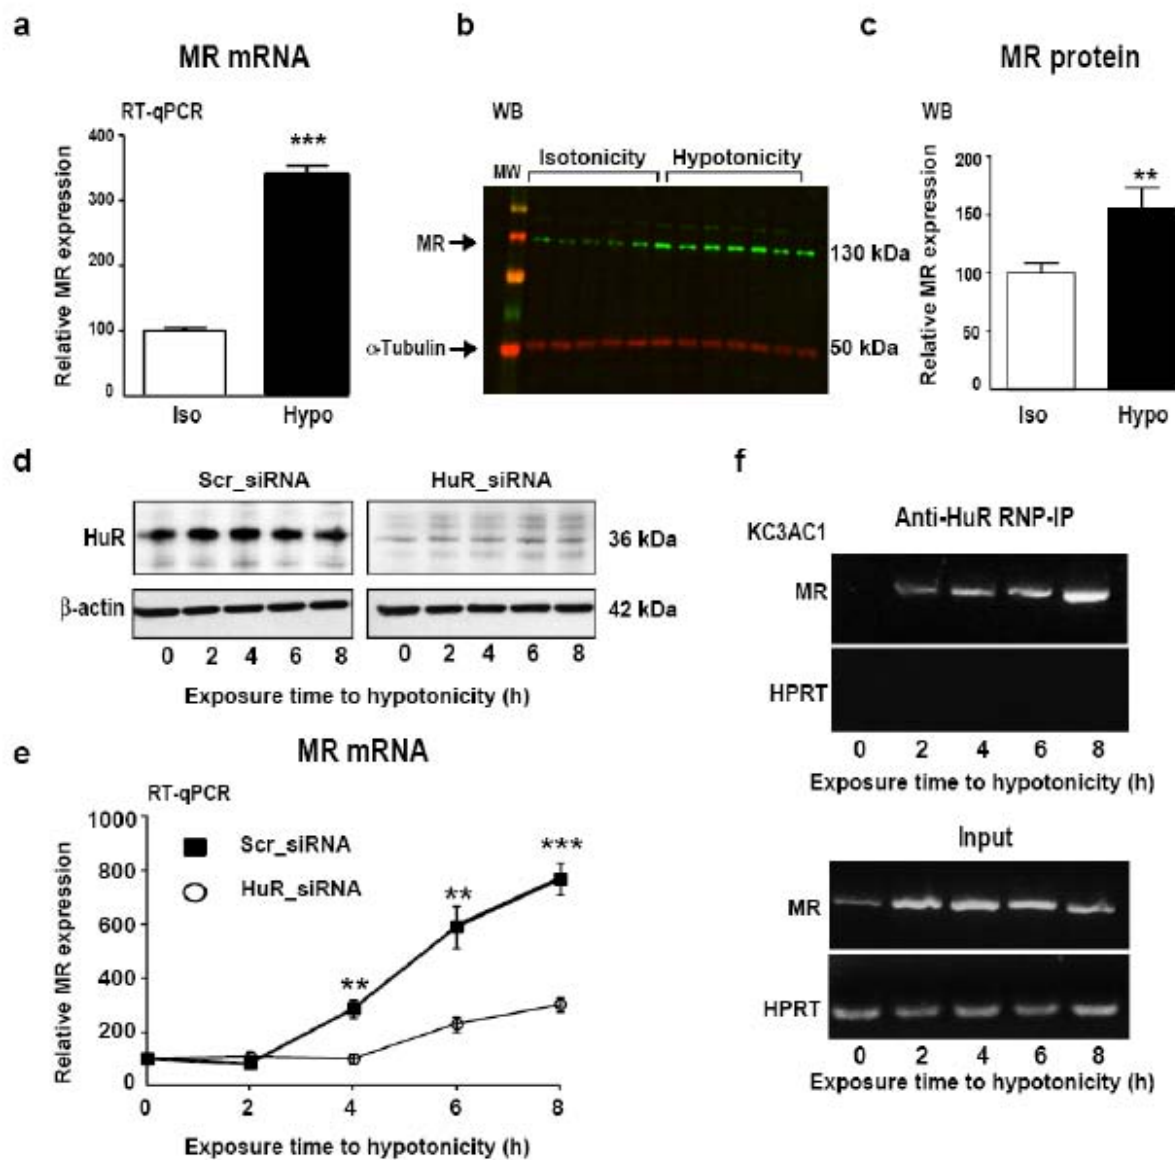 a
MR mRNA
RT-qPCR
Relative MR expression
400
300
200
100
0
***
Iso
Hypo
b
WB
Isotonicity
Hypotonicity
MW
MR
130 kDa
α-Tubulin
50 kDa
c
MR protein
WB
Relative MR expression
200
150
100
50
0
**
Iso
Hypo
d
Scr_siRNA
HuR_siRNA
HuR
36 kDa
β-actin
42 kDa
0 2 4 6 8
0 2 4 6 8
Exposure time to hypotonicity (h)
e
MR mRNA
RT-qPCR
Relative MR expression
1000
800
600
400
200
0
Scr_siRNA
HuR_siRNA
**
**
***
0 2 4 6 8
Exposure time to hypotonicity (h)
f
KC3AC1
Anti-HuR RNP-IP
MR
HPRT
0 2 4 6 8
Exposure time to hypotonicity (h)
Input
MR
HPRT
0 2 4 6 8
Exposure time to hypotonicity (h)